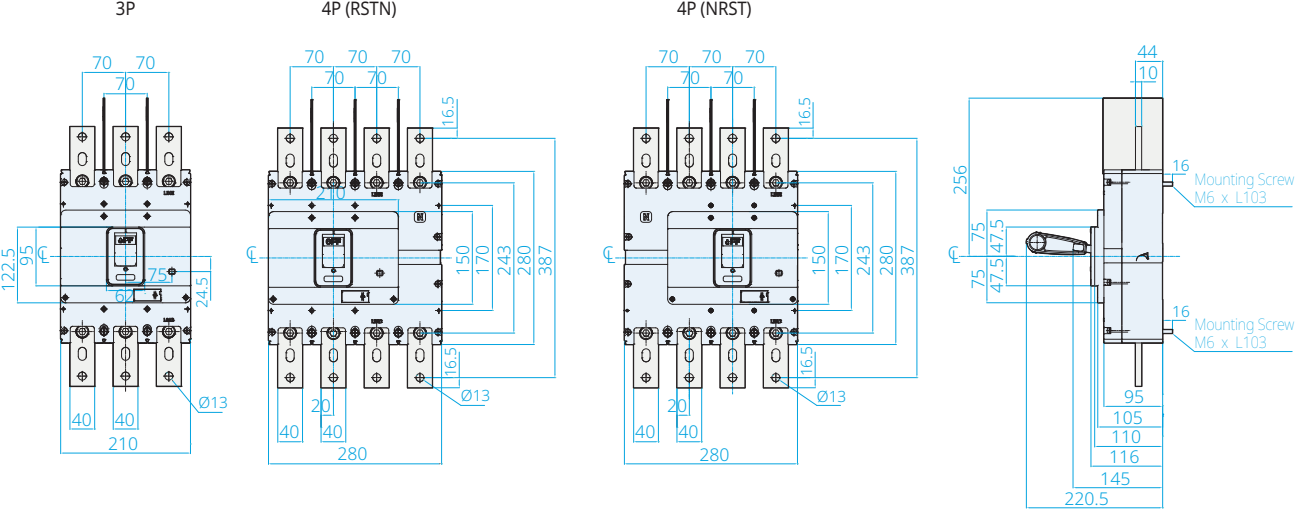 3P
4P (RSTN)
4P (NRST)
70 70
70
122.5
95
℄
OFF
75
67
24.5
40 40
210
70 70 70
70 70
16.5
210
N
OFF
150
170
243
280
387
16.5
Ø13
20
40 40
280
Ø13
70 70 70
70 70
16.5
N
℄
OFF
150
170
243
280
387
16.5
Ø13
20
40 40
280
44
10
256
16
Mounting Screw
M6 x L103
75
47.5
℄
47.5
75
16
Mounting Screw
M6 x L103
95
105
110
116
145
220.5